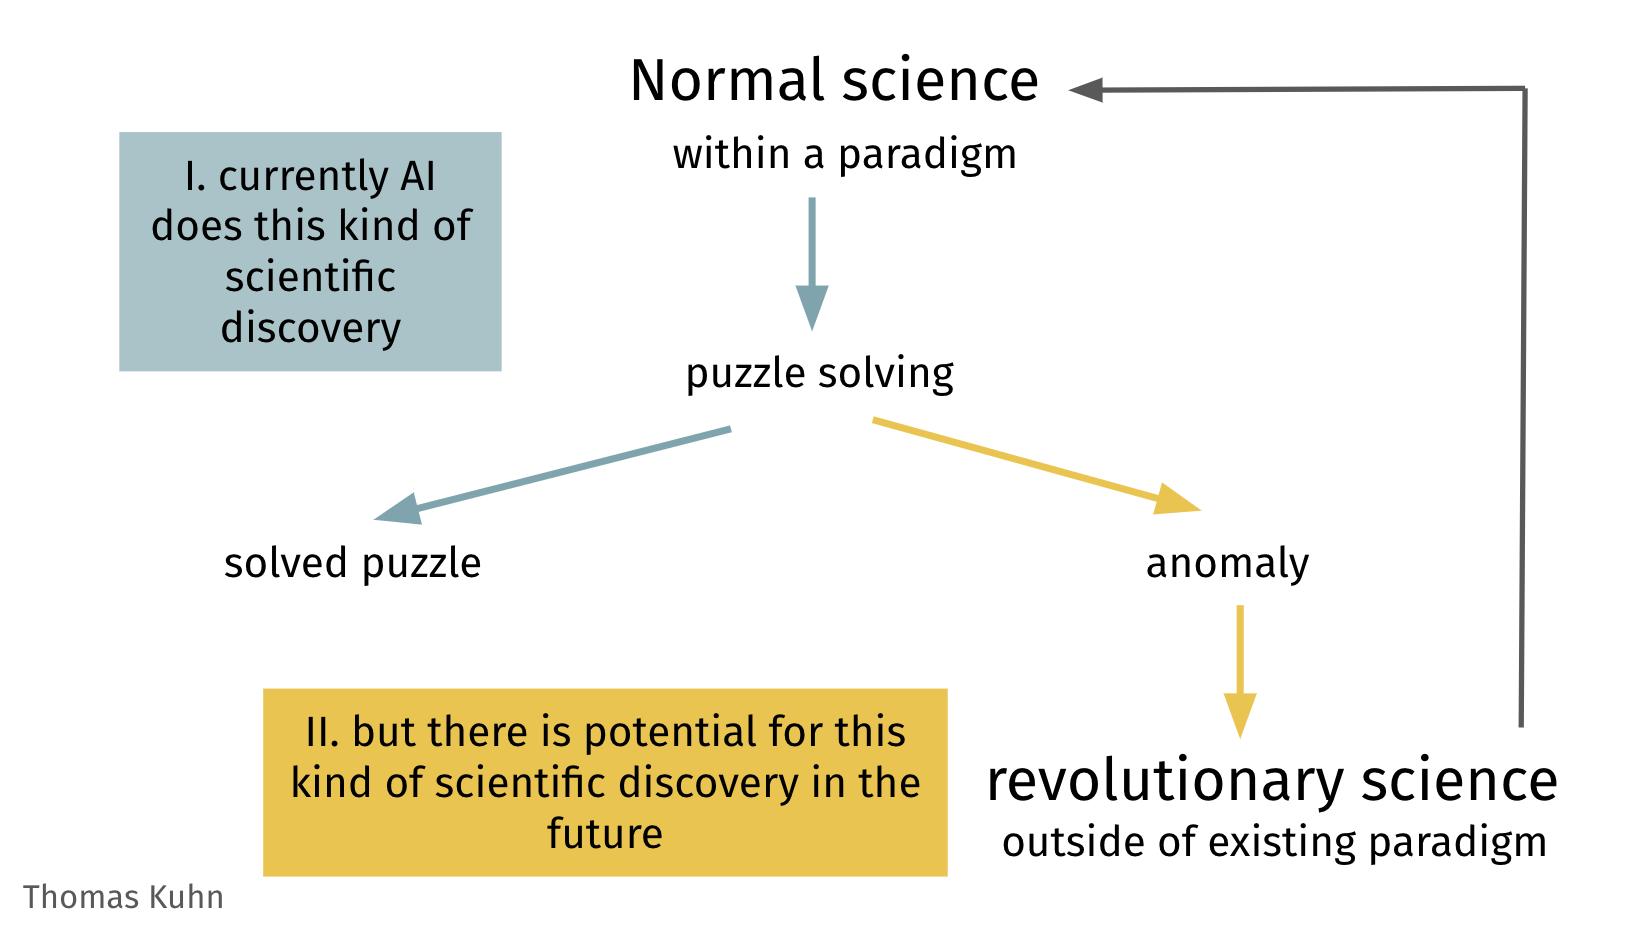 Normal science
within a paradigm
I. currently AI
does this kind of
scientific
discovery
puzzle solving
solved puzzle
anomaly
II. but there is potential for this
kind of scientific discovery in the
future
revolutionary science
outside of existing paradigm
Thomas Kuhn